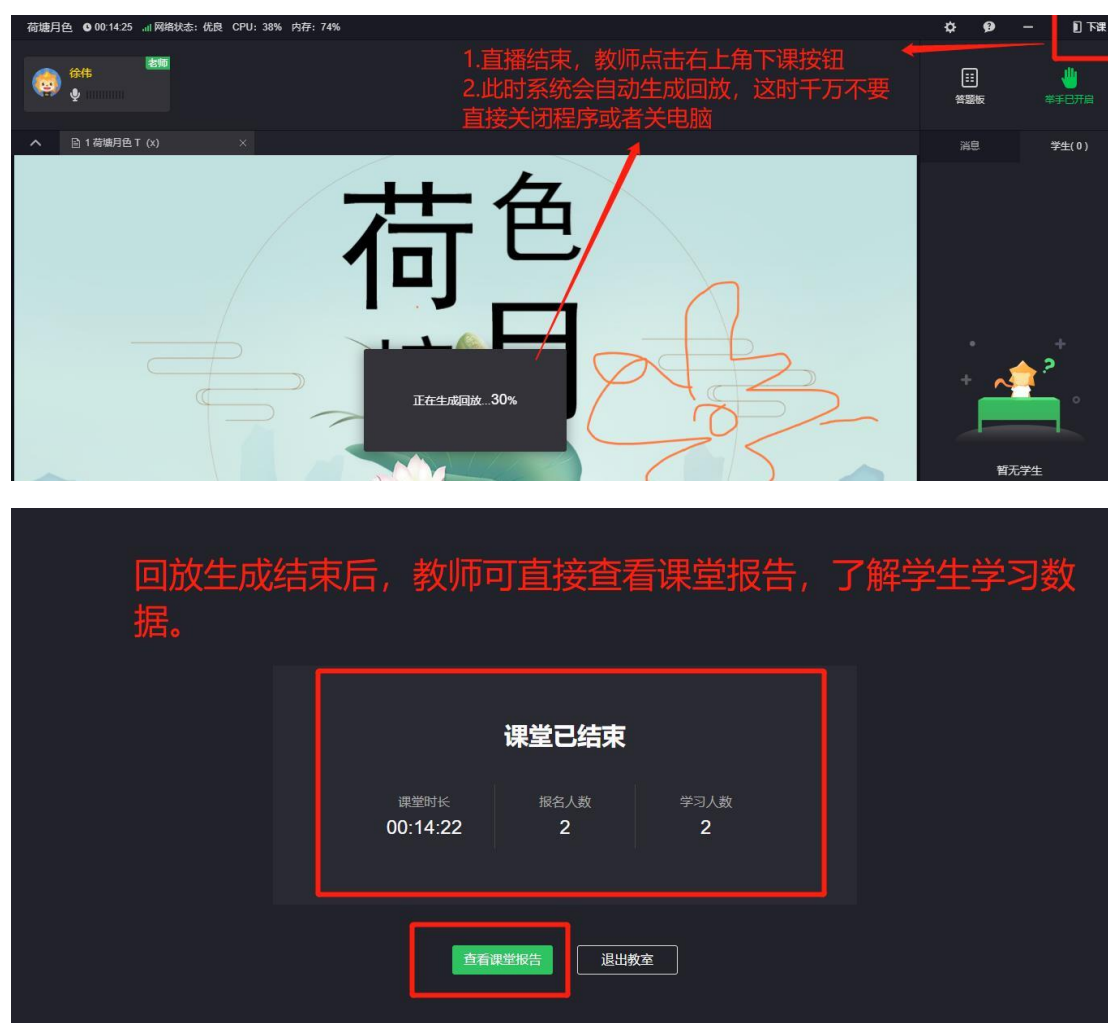 荷塘月色 00:14:25 网络状态：优良 CPU: 38% 内存: 74%
下课
徐伟
老师
1.直播结束，教师点击右上角下课按钮
2.此时系统会自动生成回放，这时千万不要
直接关闭程序或者关电脑
答题板
举手已开启
1 荷塘月色 T (x)
消息
学生( 0 )
荷
色
月
正在生成回放...30%
暂无学生
回放生成结束后，教师可直接查看课堂报告，了解学生学习数
据。
课堂已结束
课堂时长
报名人数
学习人数
00:14:22
2
2
查看课堂报告
退出教室